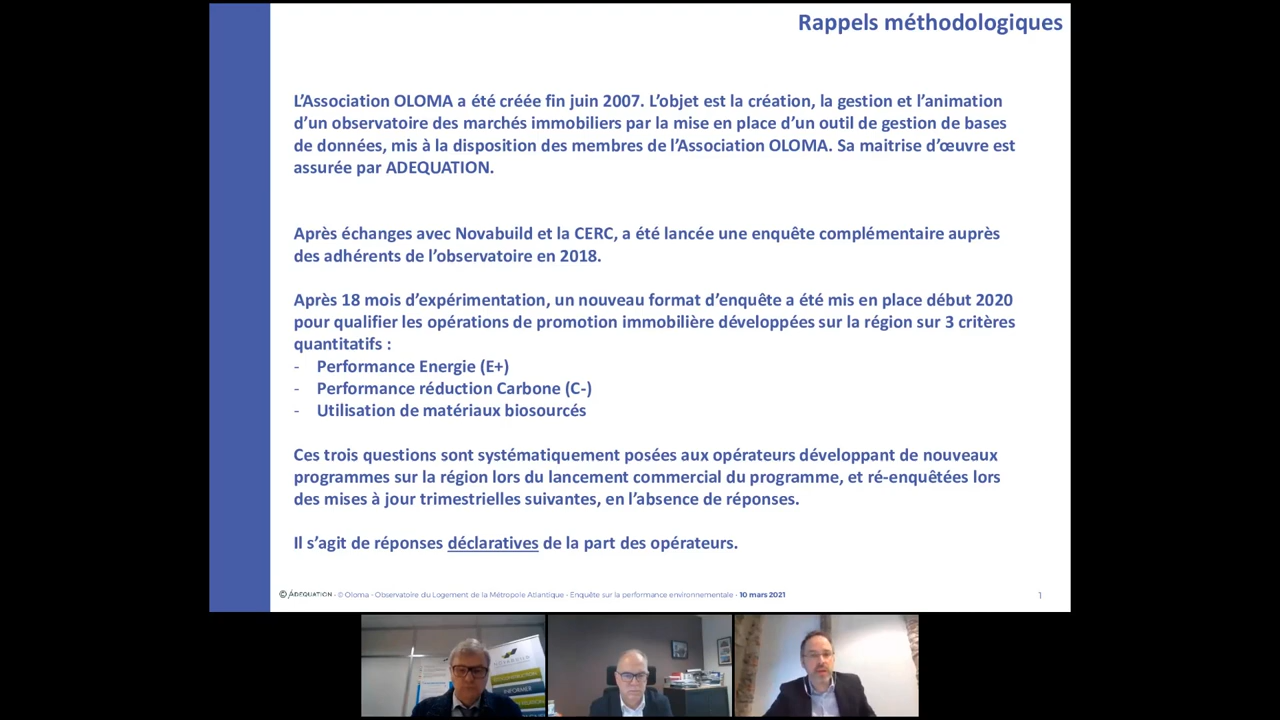 Rappels méthodologiques
L'Association OLOMA a été créée fin juin 2007. L'objet est la création, la gestion et l'animation
d'un observatoire des marchés immobiliers par la mise en place d'un outil de gestion de bases
de données, mis à la disposition des membres de l'Association OLOMA. Sa maitrise d'œuvre est
assurée par ADEQUATION.
Après échanges avec Novabuild et la CERC, a été lancée une enquête complémentaire auprès
des adhérents de l'observatoire en 2018.
Après 18 mois d'expérimentation, un nouveau format d'enquête a été mis en place début 2020
pour qualifier les opérations de promotion immobilière développées sur la région sur 3 critères
quantitatifs :
- Performance Energie (E+)
- Performance réduction Carbone (C-)
- Utilisation de matériaux biosourcés
Ces trois questions sont systématiquement posées aux opérateurs développant de nouveaux
programmes sur la région lors du lancement commercial du programme, et ré-enquêtées lors
des mises à jour trimestrielles suivantes, en l'absence de réponses.
Il s'agit de réponses déclaratives de la part des opérateurs.
© ADEQUATION - © Oloma - Observatoire du Logement de la Métropole Atlantique - Enquête sur la performance environnementale - 10 mars 2021
1
INFORMER